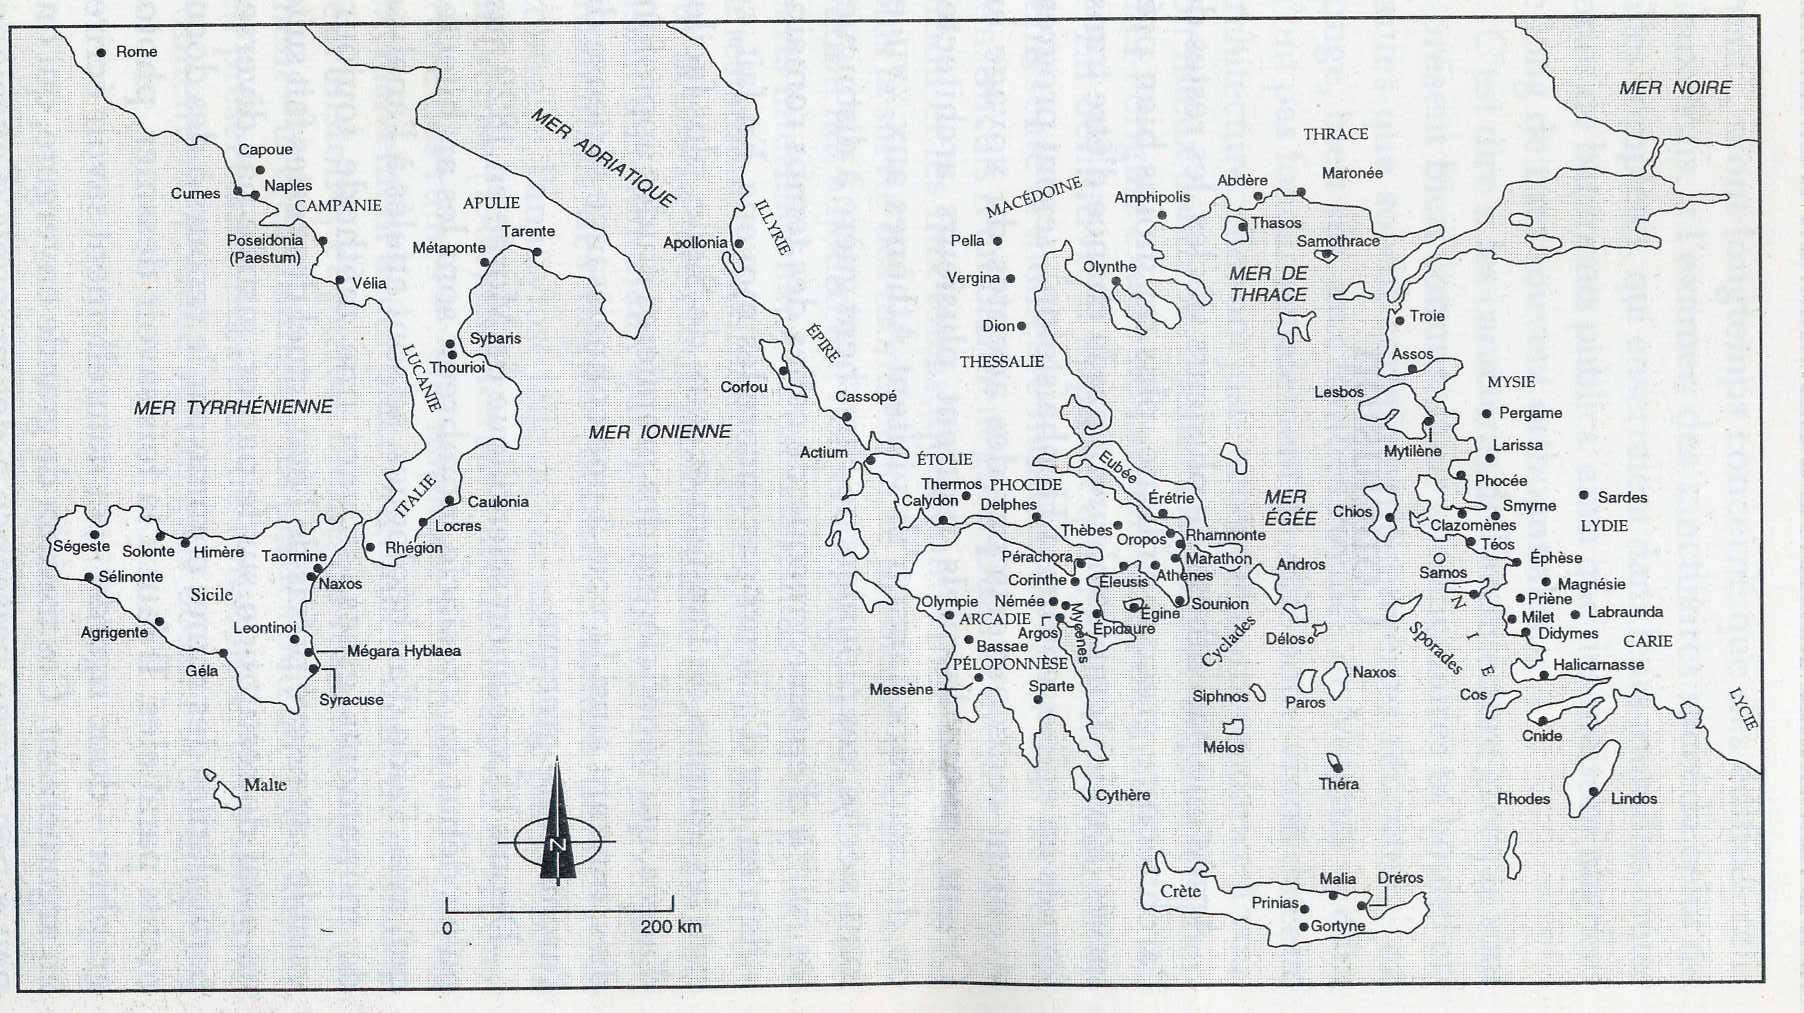 Rome
MER NOIRE
THRACE
Capoue
Maronée
Cumes
Naples
CAMPANIE
APULIE
MER ADRIATIQUE
ILLYRIE
MACÉDOINE
Amphipolis
Abdère
Thasos
Samothrace
Poseidonia
(Paestum)
Métaponte
Tarente
Apollonia
Pella
Vergina
Olynthe
MER DE
THRACE
Vélia
Dion
Troie
Sybaris
Thourioi
LUCANIE
ÉPIRE
THESSALIE
Assos
MYSIE
Corfou
Cassopé
Lesbos
Pergame
MER TYRRHÉNIENNE
MER IONIENNE
Mytilène
Larissa
Actium
ÉTOLIE
Eubée
Phocée
Thermos
PHOCIDE
Calydon
Delphes
Érétrie
MER
ÉGÉE
Chios
Smyrne
Sardes
ITALIE
Caulonia
Locres
Clazomènes
LYDIE
Thèbes
Oropos
Rhamnonte
Téos
Ségeste
Solonte
Himère
Taormine
Rhégion
Pérachora
Marathon
Andros
Éphèse
Sélinonte
Naxos
Corinthe
Éleusis
Athènes
Samos
Magnésie
Sicile
Olympie
Némée
Mycènes
Égine
Sounion
Priène
Labraunda
Agrigente
Leontinoi
ARCADIE
Argos
Épidaure
Cyclades
Délos
Sporades
I
O
N
I
E
Milet
Didymes
CARIE
Mégara Hyblaea
Bassae
Géla
PÉLOPONNÈSE
Halicarnasse
Syracuse
Messène
Sparte
Siphnos
Paros
Naxos
Cos
LYCIE
Mélos
Cnide
Malte
Cythère
Théra
Rhodes
Lindos
N
Crète
Malia
Dréros
Prinias
Gortyne
0
200 km